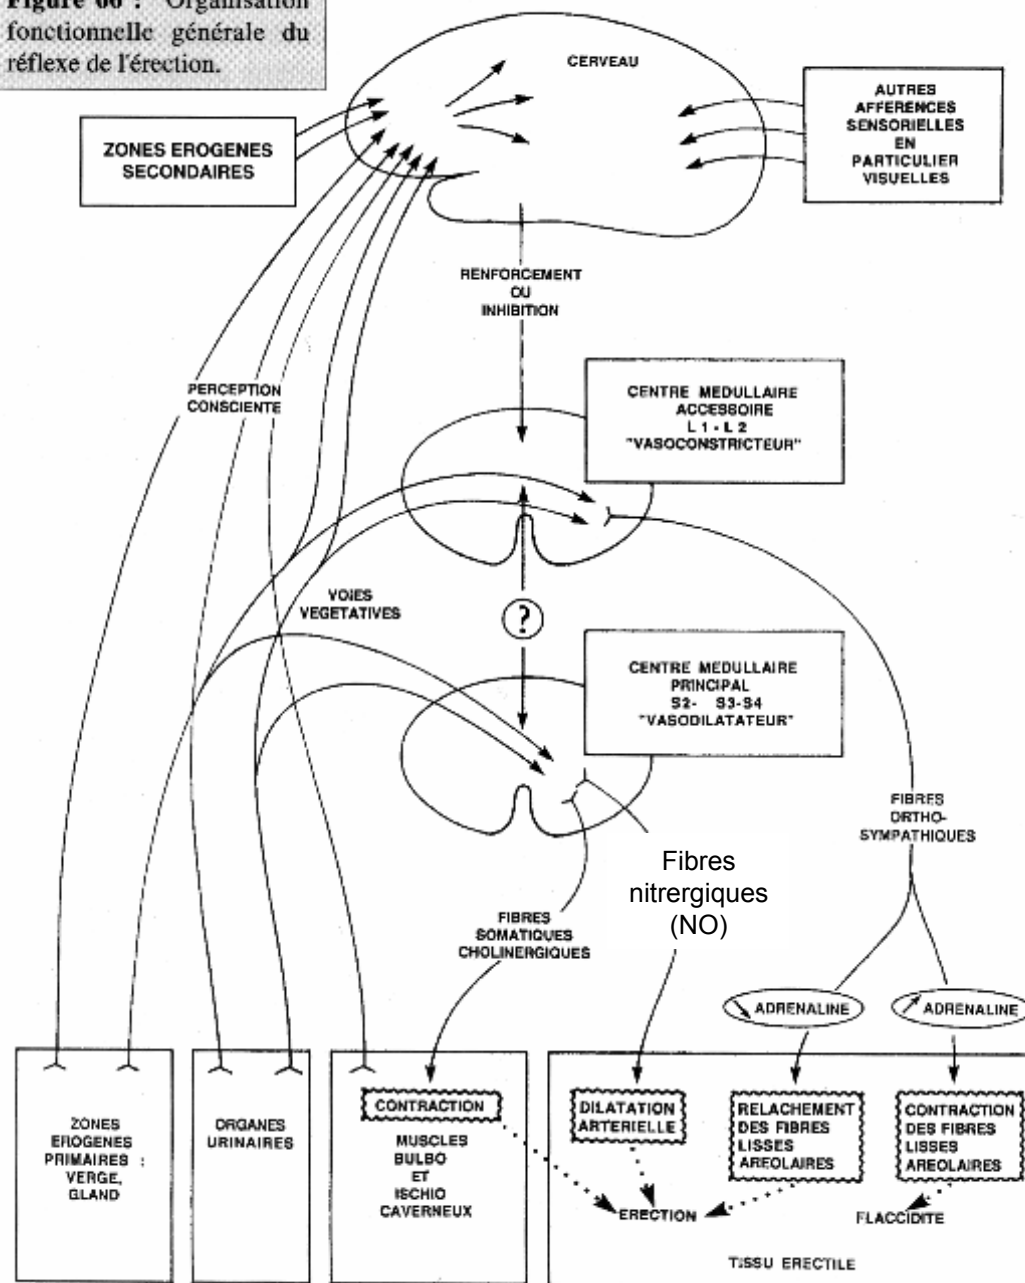 Figure 66 : Organisation
fonctionnelle générale du
réflexe de l'érection.
CERVEAU
ZONES EROGENES
SECONDAIRES
AUTRES
AFFERENCES
SENSORIELLES
EN
PARTICULIER
VISUELLES
RENFORCEMENT
OU
INHIBITION
PERCEPTION
CONSCIENTE
CENTRE MEDULLAIRE
ACCESSOIRE
L 1 - L 2
"VASOCONSTRICTEUR"
VOIES
VEGETATIVES
?
CENTRE MEDULLAIRE
PRINCIPAL
S2- S3-S4
"VASODILATATEUR"
FIBRES
ORTHO-
SYMPATHIQUES
Fibres
nitrergiques
(NO)
FIBRES
SOMATIQUES
CHOLINERGIQUES
ADRENALINE
ADRENALINE
ZONES
EROGENES
PRIMAIRES :
VERGE,
GLAND
ORGANES
URINAIRES
CONTRACTION
MUSCLES
BULBO
ET
ISCHIO
CAVERNEUX
DILATATION
ARTERIELLE
RELACHEMENT
DES FIBRES
LISSES
AREOLAIRES
CONTRACTION
DES FIBRES
LISSES
AREOLAIRES
ERECTION
FLACCIDITE
TISSU ERECTILE